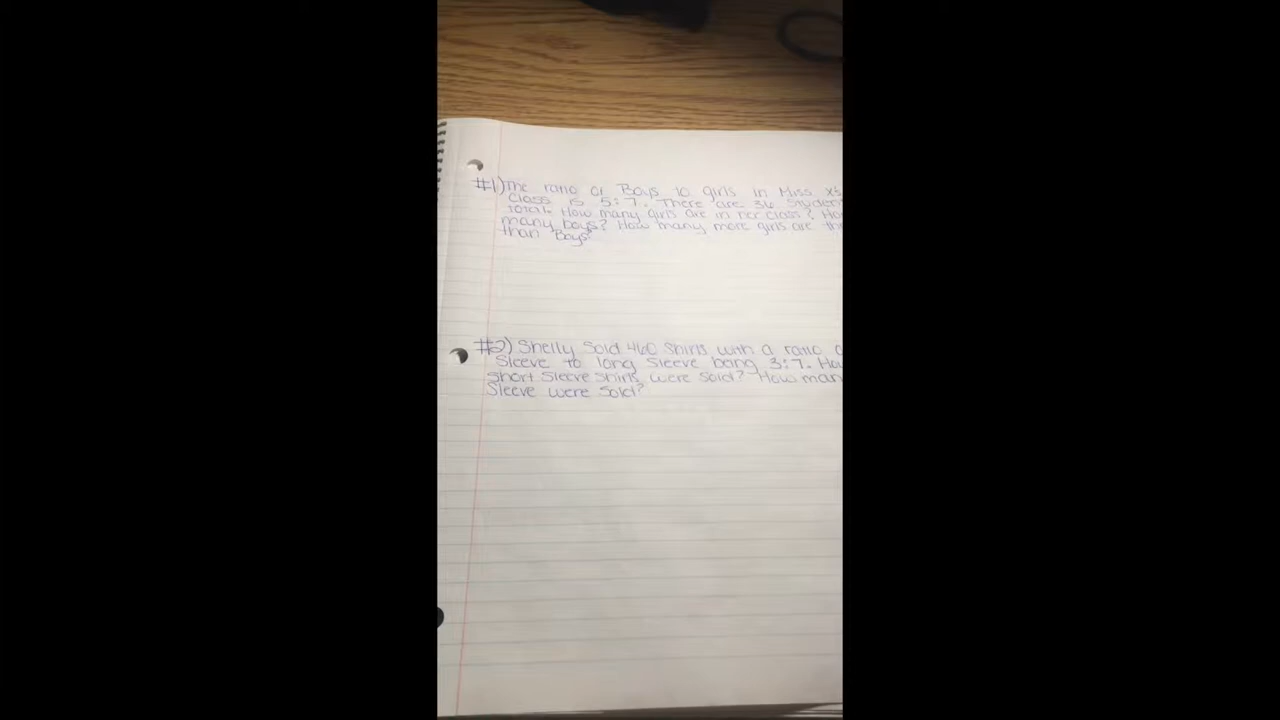 #1) The ratio of Boys to girls in Miss X's
Class is 5:7. There are 36 Student
total. How many girls are in her class? How
many boys? How many more girls are
than Boys?
#2) Shelly Sold 460 Shirts with a ratio
Sleeve to long Sleeve being 3:7. How
Short Sleeve Shirts were Sold? How man
Sleeve were Sold?